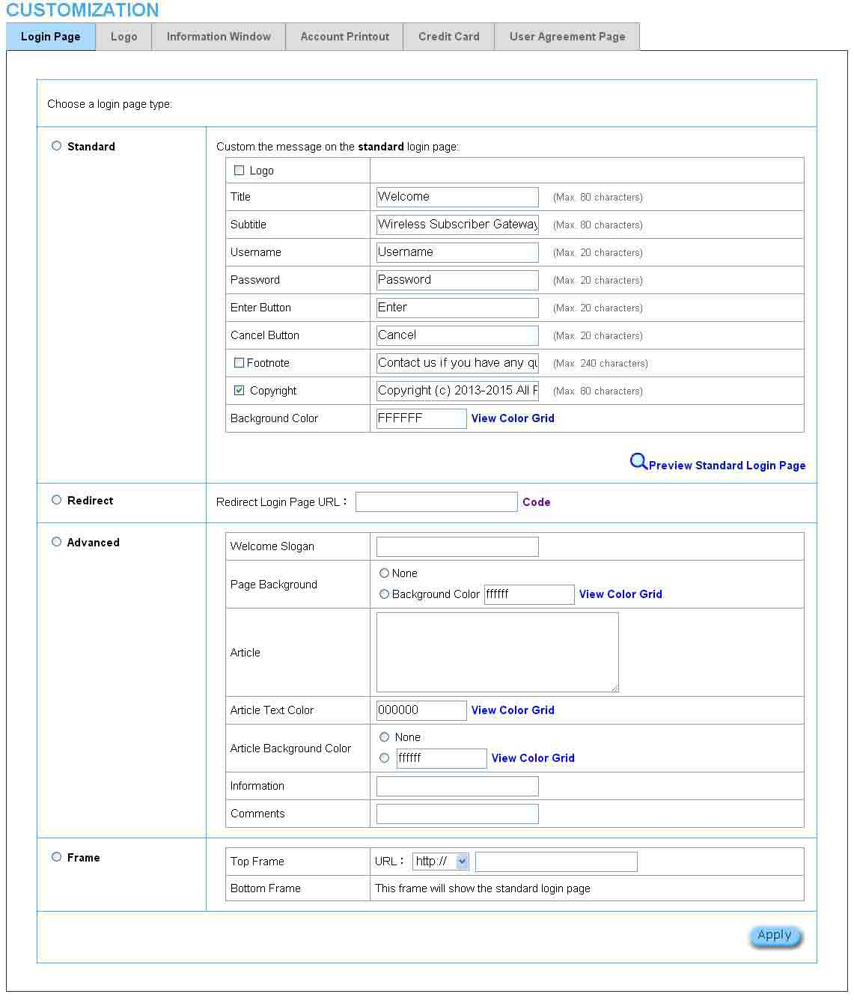 CUSTOMIZATION
Login Page Logo Information Window Account Printout Credit Card User Agreement Page
Choose a login page type:
Standard
Custom the message on the standard login page:
Logo
Title Welcome (Max. 80 characters)
Subtitle Wireless Subscriber Gateway (Max. 80 characters)
Username Username (Max. 20 characters)
Password Password (Max. 20 characters)
Enter Button Enter (Max. 20 characters)
Cancel Button Cancel (Max. 20 characters)
Footnote Contact us if you have any qu (Max. 240 characters)
Copyright Copyright (c) 2013-2015 All (Max. 80 characters)
Background Color FFFFFF View Color Grid
Preview Standard Login Page
Redirect Redirect Login Page URL : Code
Advanced
Welcome Slogan
Page Background
None
Background Color ffffff View Color Grid
Article
Article Text Color 000000 View Color Grid
Article Background Color
None
ffffff View Color Grid
Information
Comments
Frame
Top Frame URL : http://
Bottom Frame This frame will show the standard login page
Apply